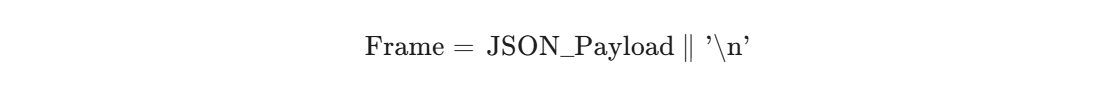 Frame = JSON_Payload ∥ ’\n’